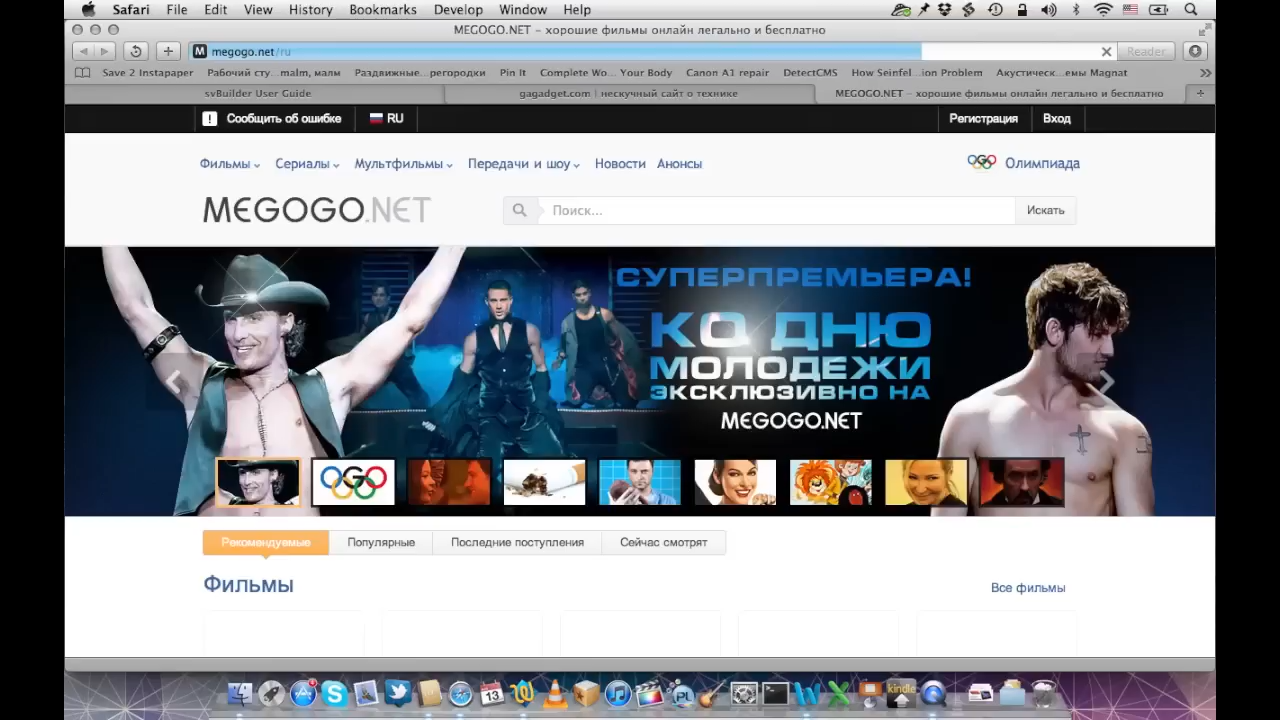 Safari File Edit View History Bookmarks Develop Window Help
MEGOGO.NET – хорошие фильмы онлайн легально и бесплатно
M megogo.net/ru
Reader
Save 2 Instapaper Рабочий сту...malm, малм Раздвижные...регородки Pin It Complete Wo... Your Body Canon A1 repair DetectCMS How Seinfel...ion Problem Акустическ...емы Magnat
svBuilder User Guide gagadget.com | нескучный сайт о технике MEGOGO.NET – хорошие фильмы онлайн легально и бесплатно
Сообщить об ошибке RU Регистрация Вход
Фильмы Сериалы Мультфильмы Передачи и шоу Новости Анонсы Олимпиада
MEGOGO.NET Поиск... Искать
СУПЕРПРЕМЬЕРА!
КО ДНЮ
МОЛОДЕЖИ
ЭКСКЛЮЗИВНО НА
MEGOGO.NET
Рекомендуемые Популярные Последние поступления Сейчас смотрят
Фильмы Все фильмы
13 kindle